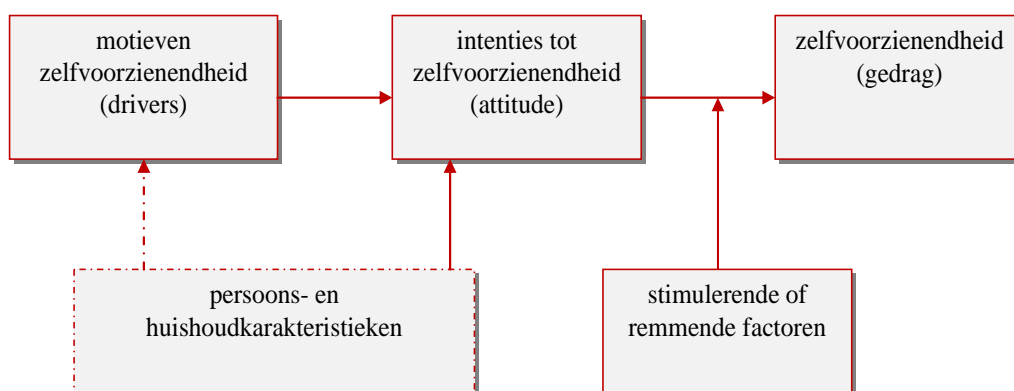 motieven
zelfvoorzienendheid
(drivers)
intenties tot
zelfvoorzienendheid
(attitude)
zelfvoorzienendheid
(gedrag)
persoons- en
huishoudkarakteristieken
stimulerende of
remmende factoren